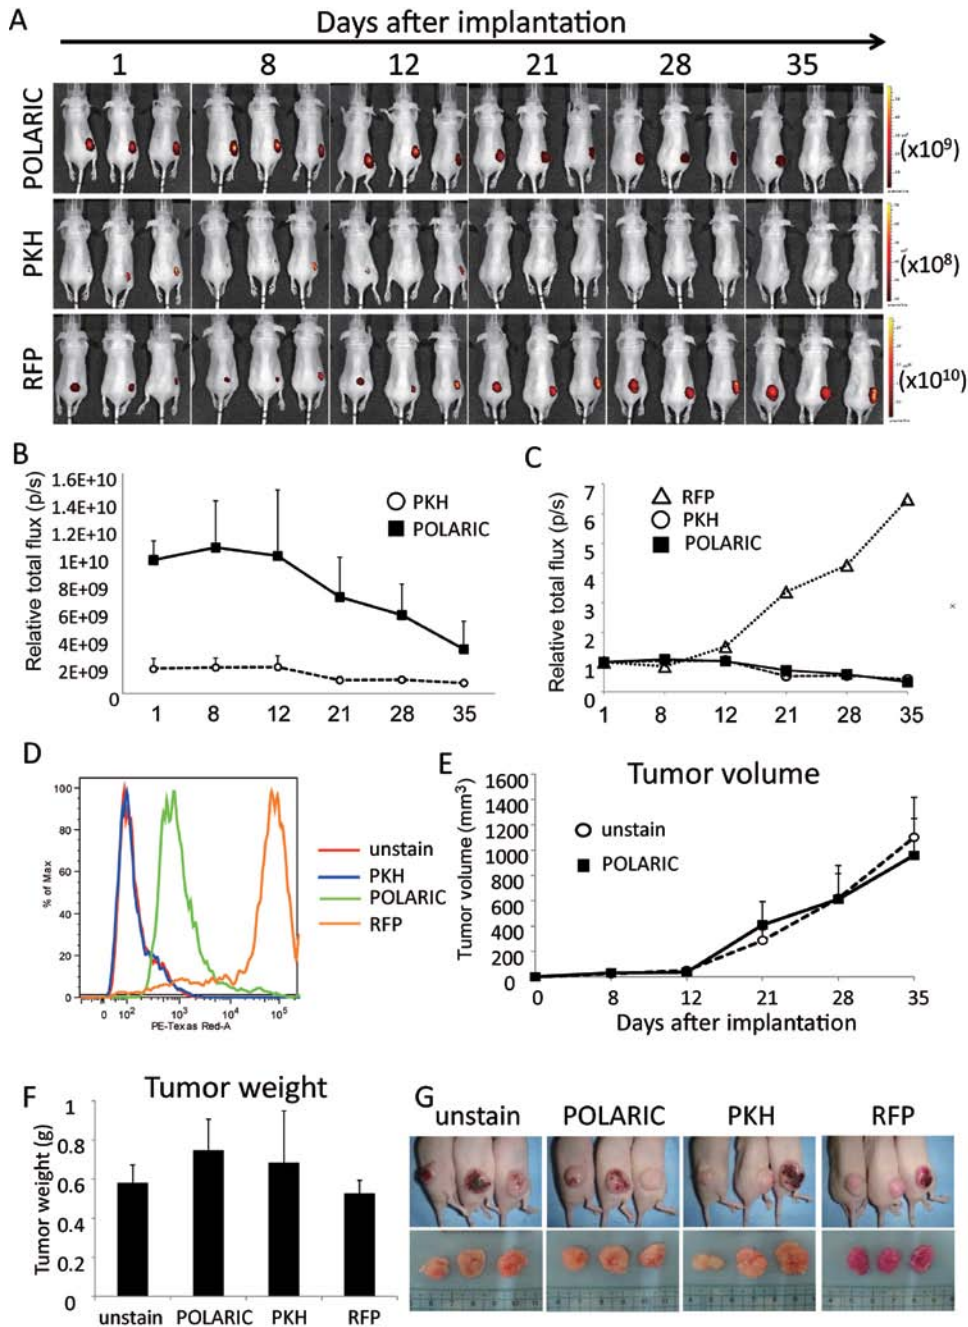 A
Days after implantation
1 8 12 21 28 35
POLARIC
(x10⁹)
PKH
(x10⁸)
RFP
(x10¹⁰)
B
Relative total flux (p/s)
1.6E+10
1.4E+10
1.2E+10
1E+10
8E+09
6E+09
4E+09
2E+09
0
PKH
POLARIC
1 8 12 21 28 35
C
Relative total flux (p/s)
7
6
5
4
3
2
1
0
RFP
PKH
POLARIC
1 8 12 21 28 35
×
D
% of Max
100
80
60
40
20
0
0 10² 10³ 10⁴ 10⁵
PE-Texas Red-A
unstain
PKH
POLARIC
RFP
E
Tumor volume
Tumor volume (mm³)
1600
1400
1200
1000
800
600
400
200
0
unstain
POLARIC
0 8 12 21 28 35
Days after implantation
F
Tumor weight
Tumor weight (g)
1
0.8
0.6
0.4
0.2
0
unstain POLARIC PKH RFP
G
unstain POLARIC PKH RFP